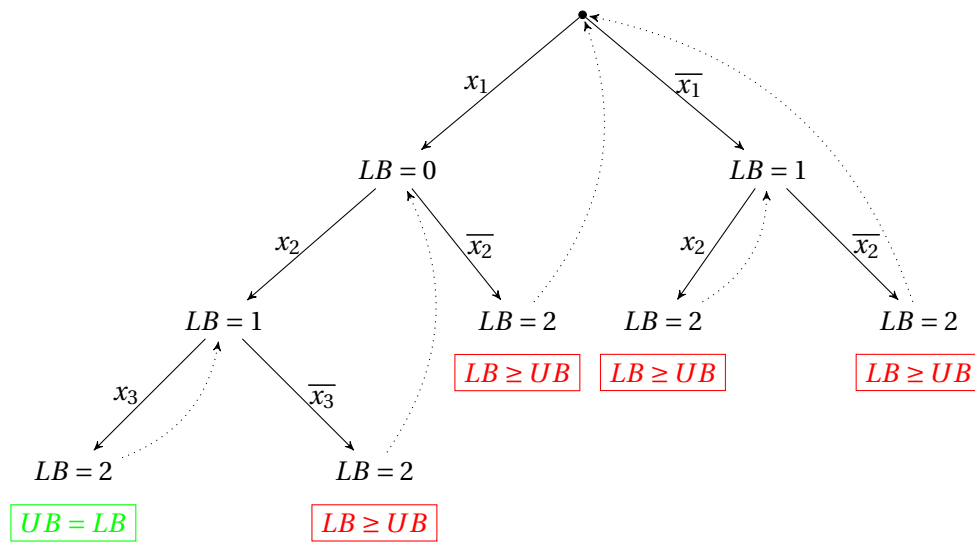 x₁
x̅₁
LB = 0
LB = 1
x₂
x̅₂
x₂
x̅₂
LB = 1
LB = 2
LB = 2
LB = 2
LB ≥ UB
LB ≥ UB
LB ≥ UB
x₃
x̅₃
LB = 2
LB = 2
UB = LB
LB ≥ UB